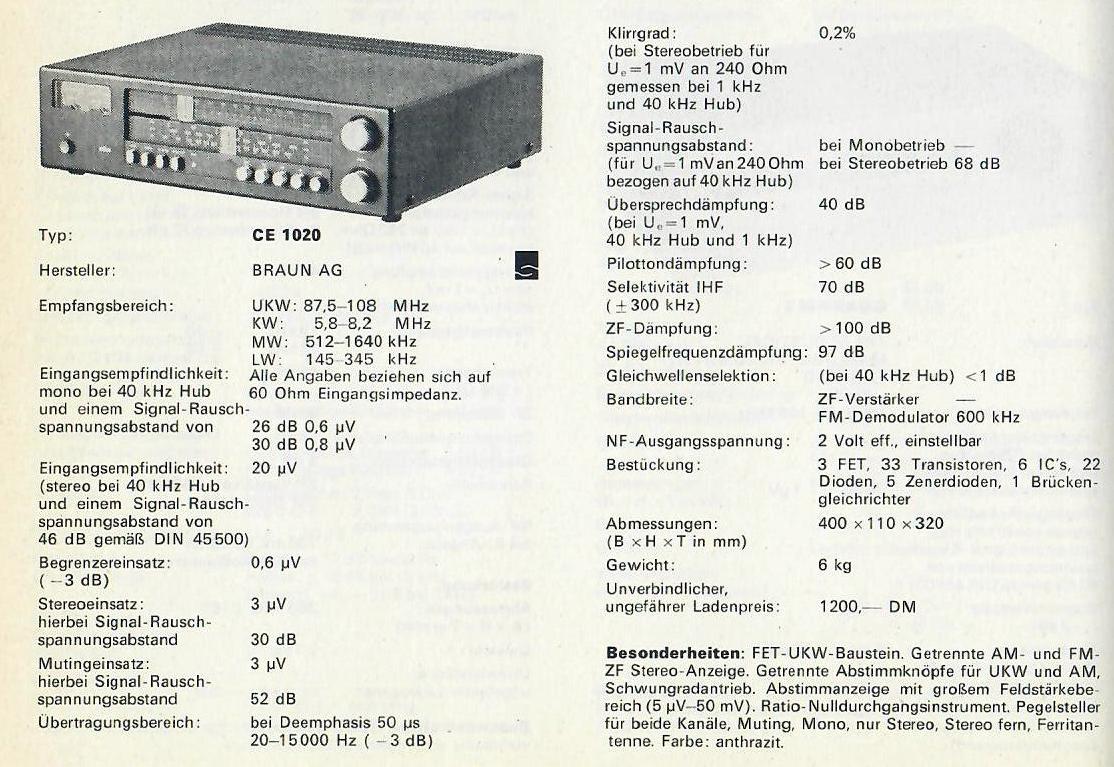 Typ: CE 1020
Hersteller: BRAUN AG
Empfangsbereich: UKW: 87,5–108 MHz
KW: 5,8–8,2 MHz
MW: 512–1640 kHz
LW: 145–345 kHz
Eingangsempfindlichkeit: Alle Angaben beziehen sich auf
mono bei 40 kHz Hub 60 Ohm Eingangsimpedanz.
und einem Signal-Rausch-
spannungsabstand von 26 dB 0,6 µV
30 dB 0,8 µV
Eingangsempfindlichkeit: 20 µV
(stereo bei 40 kHz Hub
und einem Signal-Rausch-
spannungsabstand von
46 dB gemäß DIN 45500)
Begrenzereinsatz: 0,6 µV
(–3 dB)
Stereoeinsatz: 3 µV
hierbei Signal-Rausch-
spannungsabstand 30 dB
Mutingeinsatz: 3 µV
hierbei Signal-Rausch-
spannungsabstand 52 dB
Übertragungsbereich: bei Deemphasis 50 µs
20–15000 Hz (–3 dB)
Klirrgrad: 0,2%
(bei Stereobetrieb für
Ue=1 mV an 240 Ohm
gemessen bei 1 kHz
und 40 kHz Hub)
Signal-Rausch-
spannungsabstand: bei Monobetrieb —
(für Ue=1 mV an 240 Ohm bei Stereobetrieb 68 dB
bezogen auf 40 kHz Hub)
Übersprechdämpfung: 40 dB
(bei Ue=1 mV,
40 kHz Hub und 1 kHz)
Pilottondämpfung: >60 dB
Selektivität IHF 70 dB
(±300 kHz)
ZF-Dämpfung: >100 dB
Spiegelfrequenzdämpfung: 97 dB
Gleichwellenselektion: (bei 40 kHz Hub) <1 dB
Bandbreite: ZF-Verstärker —
FM-Demodulator 600 kHz
NF-Ausgangsspannung: 2 Volt eff., einstellbar
Bestückung: 3 FET, 33 Transistoren, 6 IC's, 22
Dioden, 5 Zenerdioden, 1 Brücken-
gleichrichter
Abmessungen: 400 x 110 x 320
(B x H x T in mm)
Gewicht: 6 kg
Unverbindlicher,
ungefährer Ladenpreis: 1200,— DM
Besonderheiten: FET-UKW-Baustein. Getrennte AM- und FM-
ZF Stereo-Anzeige. Getrennte Abstimmknöpfe für UKW und AM,
Schwungradantrieb. Abstimmanzeige mit großem Feldstärkebe-
reich (5 µV–50 mV). Ratio-Nulldurchgangsinstrument. Pegelsteller
für beide Kanäle, Muting, Mono, nur Stereo, Stereo fern, Ferritan-
tenne. Farbe: anthrazit.